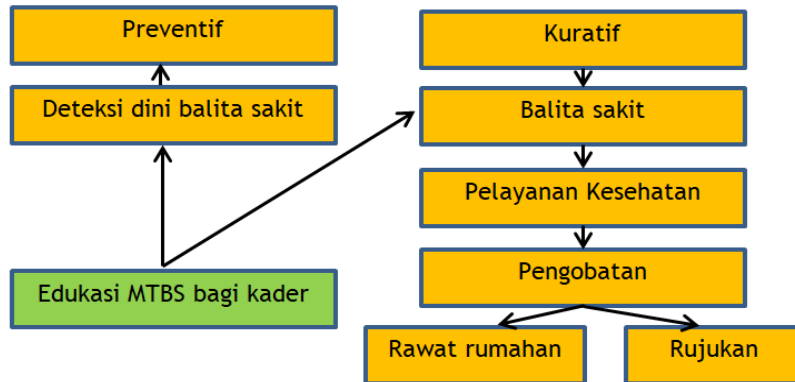 Preventif
Deteksi dini balita sakit
Edukasi MTBS bagi kader
Kuratif
Balita sakit
Pelayanan Kesehatan
Pengobatan
Rawat rumahan
Rujukan